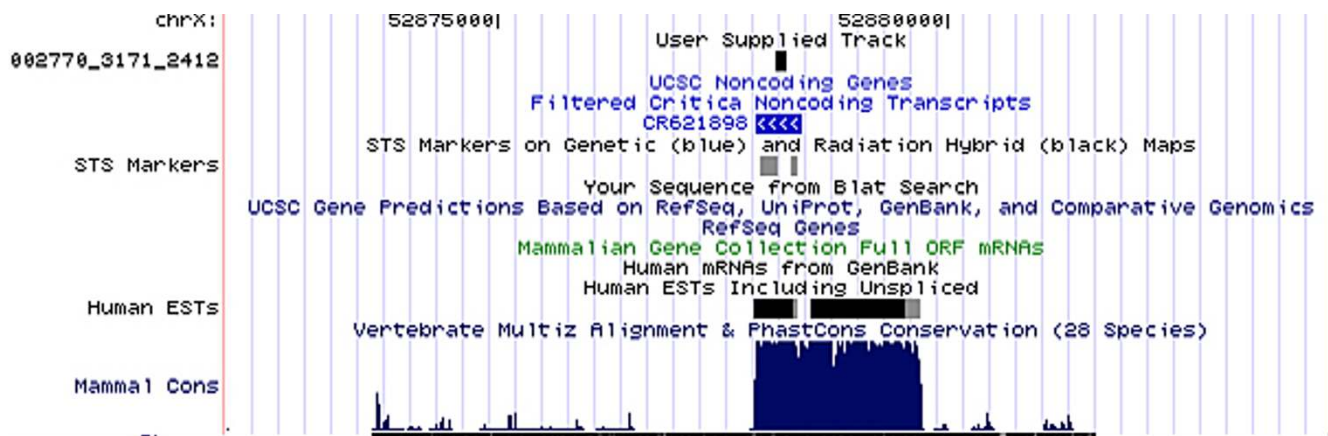 chrX: 52875000| 52880000|
User Supplied Track
002770_3171_2412
UCSC Noncoding Genes
Filtered Critica Noncoding Transcripts
CR621898
STS Markers on Genetic (blue) and Radiation Hybrid (black) Maps
STS Markers
Your Sequence from Blat Search
UCSC Gene Predictions Based on RefSeq, UniProt, GenBank, and Comparative Genomics
RefSeq Genes
Mammalian Gene Collection Full ORF mRNAs
Human mRNAs from GenBank
Human ESTs Including Unspliced
Human ESTs
Vertebrate Multiz Alignment & PhastCons Conservation (28 Species)
Mammal Cons